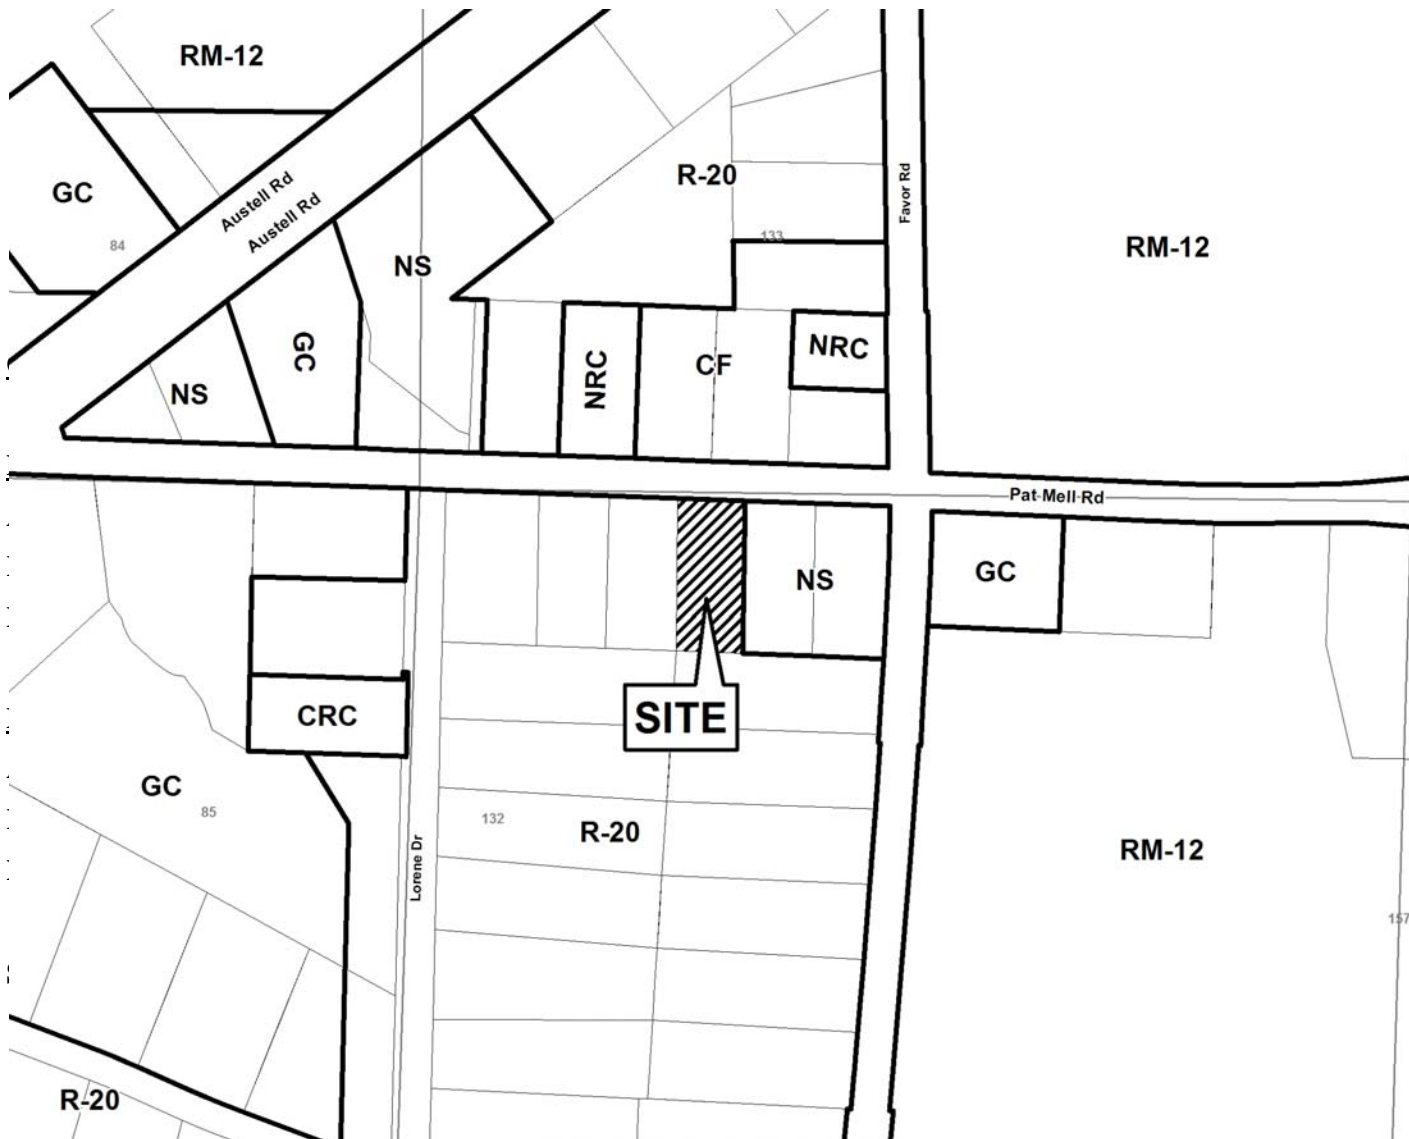 RM-12
GC
Austell Rd
Austell Rd
84
NS
R-20
Favor Rd
133
RM-12
GC
NS
NRC
CF
NRC
Pat Mell Rd
NS
GC
SITE
CRC
GC
85
132
R-20
Lorene Dr
RM-12
157
R-20